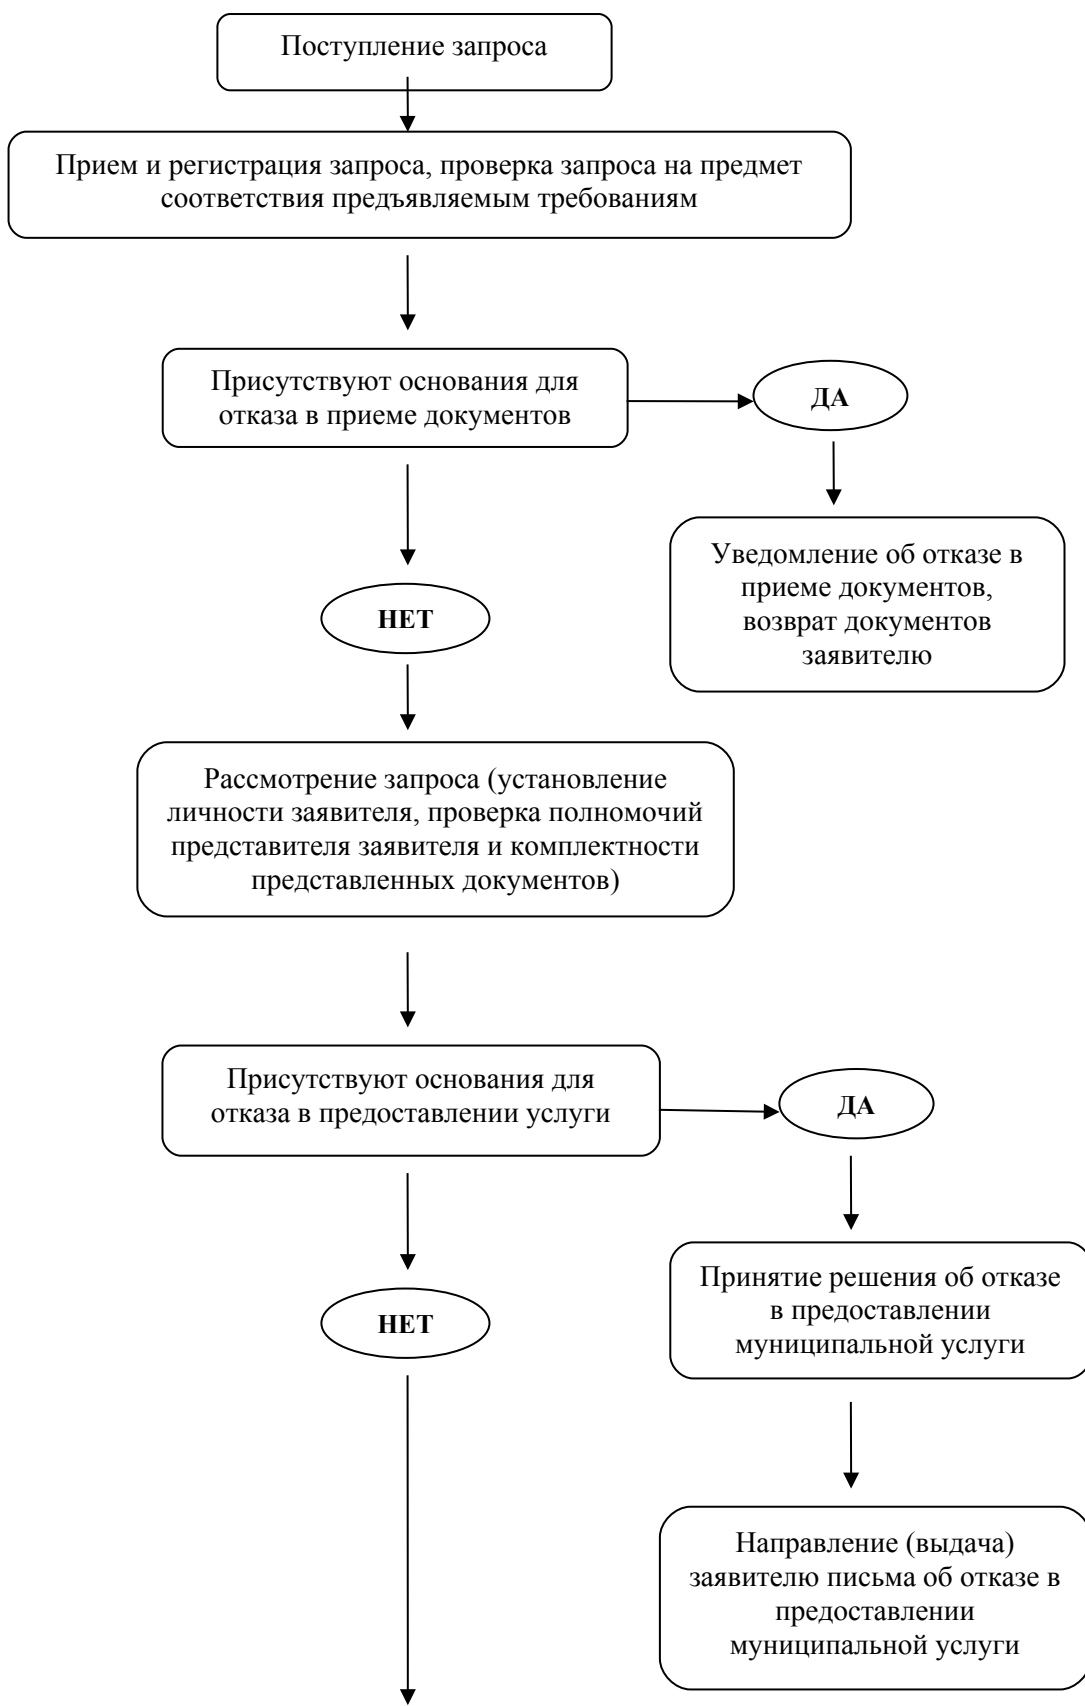 Поступление запроса
Прием и регистрация запроса, проверка запроса на предмет
соответствия предъявляемым требованиям
Присутствуют основания для
отказа в приеме документов
ДА
Уведомление об отказе в
приеме документов,
возврат документов
заявителю
НЕТ
Рассмотрение запроса (установление
личности заявителя, проверка полномочий
представителя заявителя и комплектности
представленных документов)
Присутствуют основания для
отказа в предоставлении услуги
ДА
Принятие решения об отказе
в предоставлении
муниципальной услуги
НЕТ
Направление (выдача)
заявителю письма об отказе в
предоставлении
муниципальной услуги